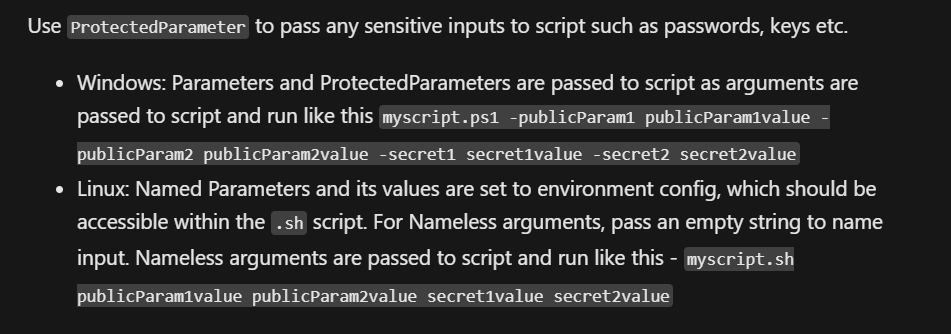 Use ProtectedParameter to pass any sensitive inputs to script such as passwords, keys etc.
• Windows: Parameters and ProtectedParameters are passed to script as arguments are
passed to script and run like this myscript.ps1 -publicParam1 publicParam1value -
publicParam2 publicParam2value -secret1 secret1value -secret2 secret2value
• Linux: Named Parameters and its values are set to environment config, which should be
accessible within the .sh script. For Nameless arguments, pass an empty string to name
input. Nameless arguments are passed to script and run like this - myscript.sh
publicParam1value publicParam2value secret1value secret2value